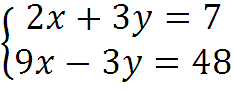 2x + 3y = 7
9x − 3y = 48